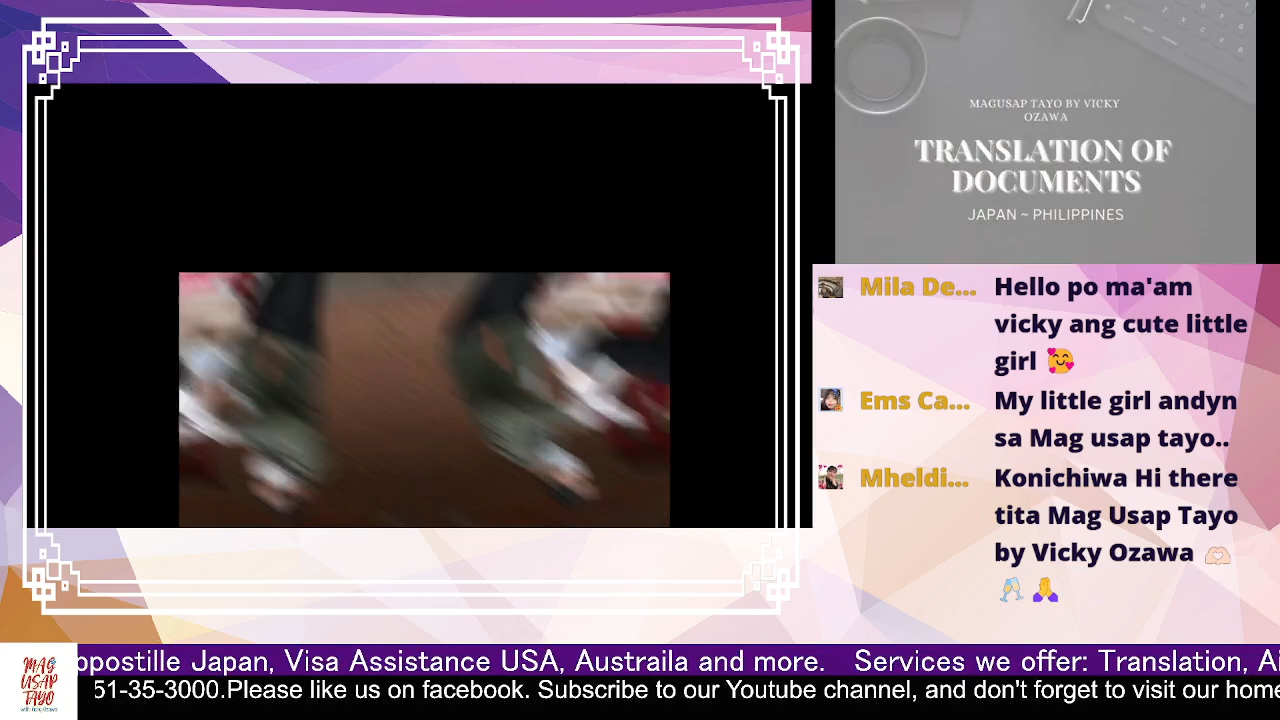 MAGUSAP TAYO BY VICKY
OZAWA
TRANSLATION OF
DOCUMENTS
JAPAN ~ PHILIPPINES
Mila De... Hello po ma'am
vicky ang cute little
girl 🥰
Ems Ca... My little girl andyn
sa Mag usap tayo..
Mheldi... Konichiwa Hi there
tita Mag Usap Tayo
by Vicky Ozawa 🫶🏻
🥂 🙏
MAG
USAP
TAYO
ppostille Japan, Visa Assistance USA, Austraila and more. Services we offer: Translation, Ai
51-35-3000.Please like us on facebook. Subscribe to our Youtube channel, and don't forget to visit our home